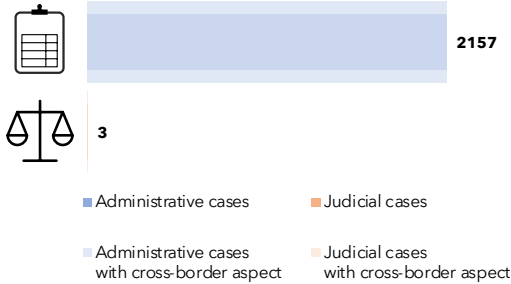 2157
3
Administrative cases
Judicial cases
Administrative cases
with cross-border aspect
Judicial cases
with cross-border aspect